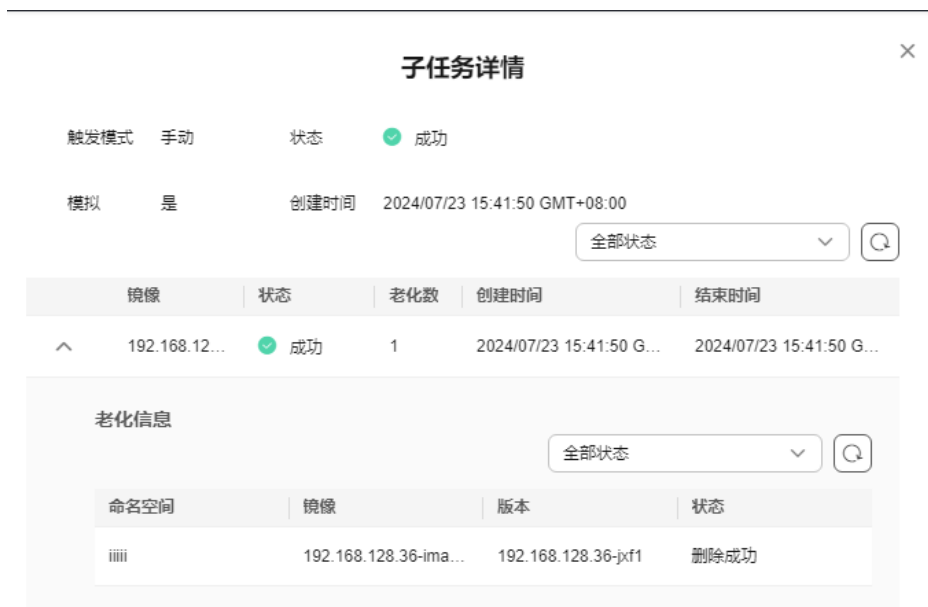 子任务详情
触发模式 手动 状态 成功
模拟 是 创建时间 2024/07/23 15:41:50 GMT+08:00
全部状态
镜像 状态 老化数 创建时间 结束时间
192.168.12... 成功 1 2024/07/23 15:41:50 G... 2024/07/23 15:41:50 G...
老化信息
全部状态
命名空间 镜像 版本 状态
iiiii 192.168.128.36-ima... 192.168.128.36-jxf1 删除成功